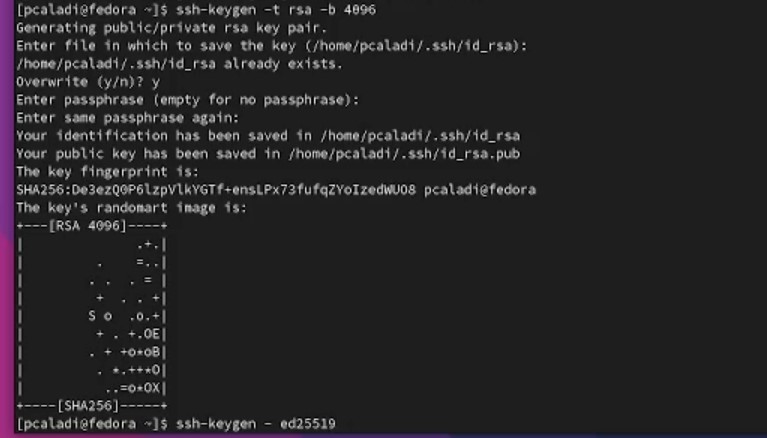 [pcaladi@fedora ~]$ ssh-keygen -t rsa -b 4096
Generating public/private rsa key pair.
Enter file in which to save the key (/home/pcaladi/.ssh/id_rsa):
/home/pcaladi/.ssh/id_rsa already exists.
Overwrite (y/n)? y
Enter passphrase (empty for no passphrase):
Enter same passphrase again:
Your identification has been saved in /home/pcaladi/.ssh/id_rsa
Your public key has been saved in /home/pcaladi/.ssh/id_rsa.pub
The key fingerprint is:
SHA256:De3ezQ0P6lzpVlkYGTf+ensLPx73fufqZYoIzedWUO8 pcaladi@fedora
The key's randomart image is:
+---[RSA 4096]----+
|              .+.|
|         .    =..|
|        . .  . = |
|         +  . . +|
|        S o  .o.+|
|         + . +.OE|
|        . + +o*oB|
|         . *.++*O|
|          ..=o*OX|
+----[SHA256]-----+
[pcaladi@fedora ~]$ ssh-keygen - ed25519